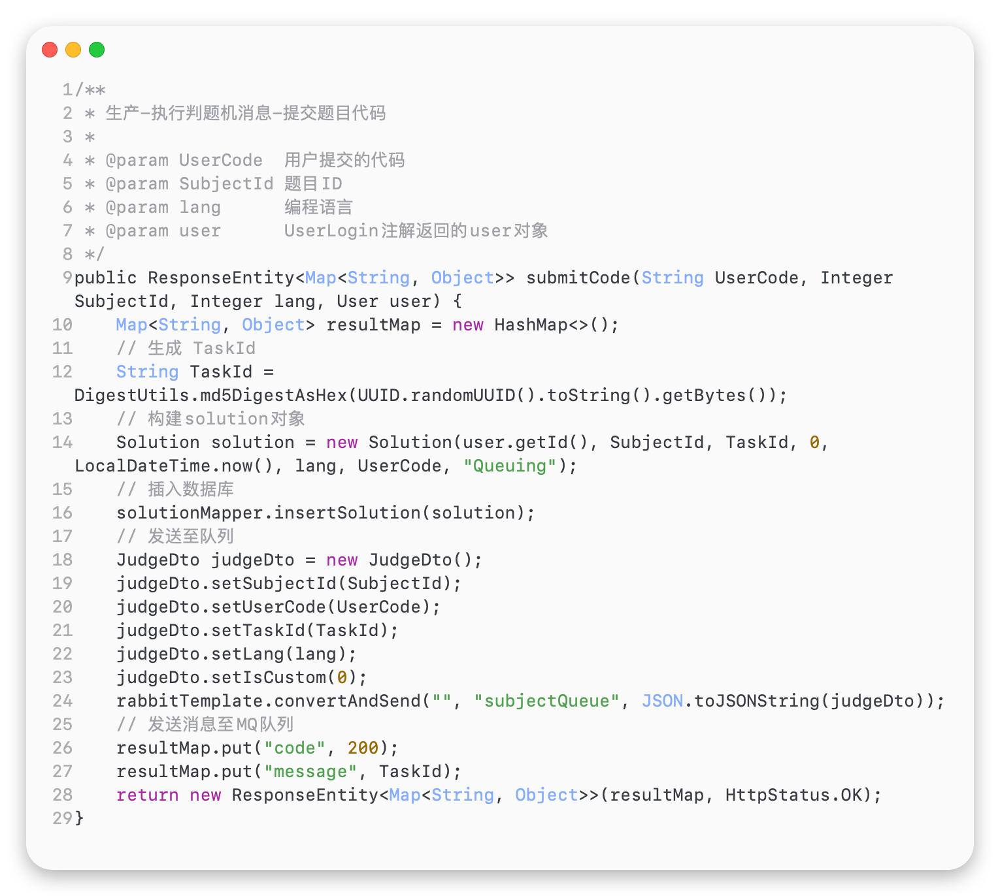 1/**
2 * 生产-执行判题机消息-提交题目代码
3 *
4 * @param UserCode  用户提交的代码
5 * @param SubjectId 题目ID
6 * @param lang      编程语言
7 * @param user      UserLogin注解返回的user对象
8 */
9public ResponseEntity<Map<String, Object>> submitCode(String UserCode, Integer
SubjectId, Integer lang, User user) {
10    Map<String, Object> resultMap = new HashMap<>();
11    // 生成 TaskId
12    String TaskId =
DigestUtils.md5DigestAsHex(UUID.randomUUID().toString().getBytes());
13    // 构建solution对象
14    Solution solution = new Solution(user.getId(), SubjectId, TaskId, 0,
LocalDateTime.now(), lang, UserCode, "Queuing");
15    // 插入数据库
16    solutionMapper.insertSolution(solution);
17    // 发送至队列
18    JudgeDto judgeDto = new JudgeDto();
19    judgeDto.setSubjectId(SubjectId);
20    judgeDto.setUserCode(UserCode);
21    judgeDto.setTaskId(TaskId);
22    judgeDto.setLang(lang);
23    judgeDto.setIsCustom(0);
24    rabbitTemplate.convertAndSend("", "subjectQueue", JSON.toJSONString(judgeDto));
25    // 发送消息至MQ队列
26    resultMap.put("code", 200);
27    resultMap.put("message", TaskId);
28    return new ResponseEntity<Map<String, Object>>(resultMap, HttpStatus.OK);
29}